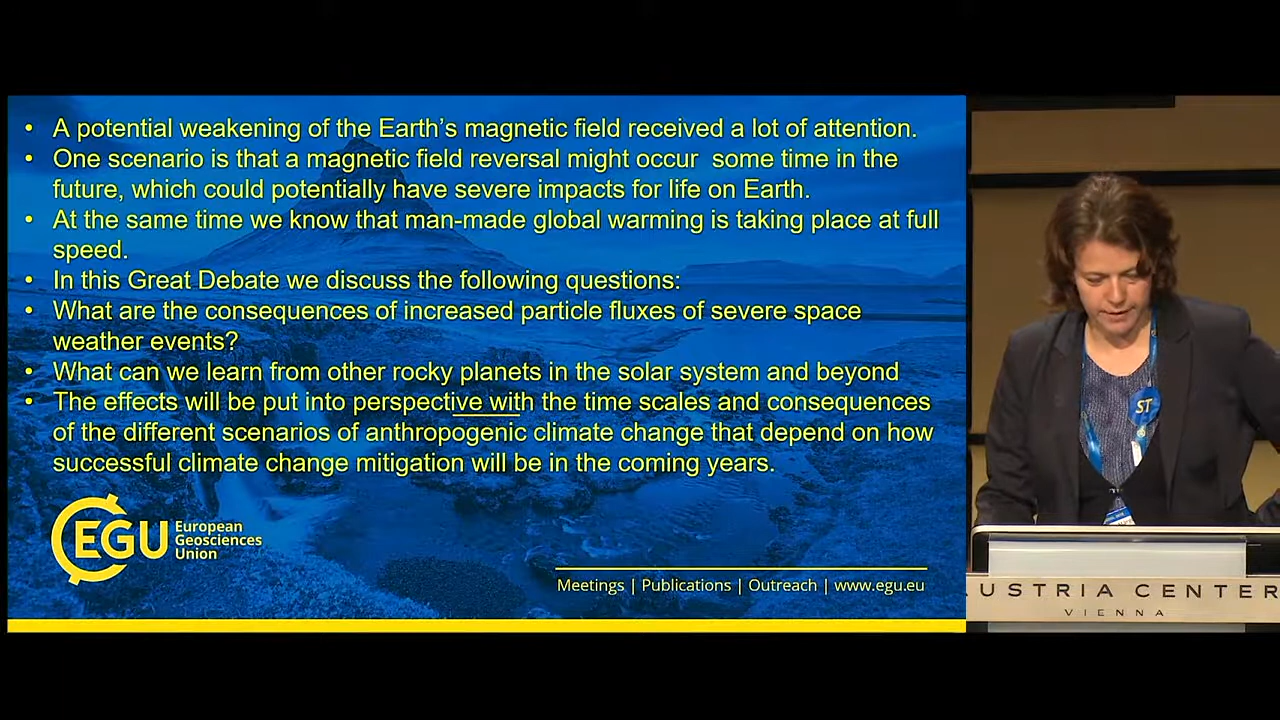 • A potential weakening of the Earth's magnetic field received a lot of attention.
• One scenario is that a magnetic field reversal might occur  some time in the
future, which could potentially have severe impacts for life on Earth.
• At the same time we know that man-made global warming is taking place at full
speed.
• In this Great Debate we discuss the following questions:
• What are the consequences of increased particle fluxes of severe space
weather events?
• What can we learn from other rocky planets in the solar system and beyond
• The effects will be put into perspective with the time scales and consequences
of the different scenarios of anthropogenic climate change that depend on how
successful climate change mitigation will be in the coming years.
EGU
European
Geosciences
Union
Meetings | Publications | Outreach | www.egu.eu
ST
AUSTRIA CENTER
VIENNA